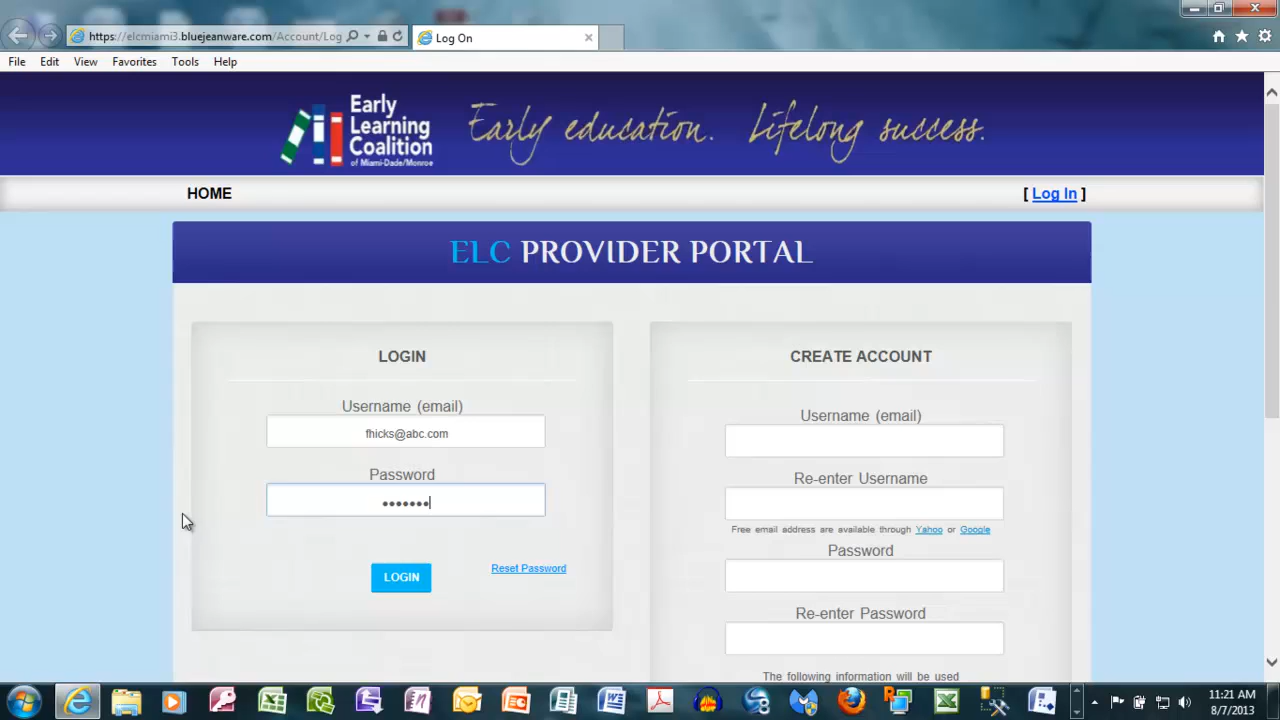 https://elcmiami3.bluejeanware.com/Account/Log
Log On
File Edit View Favorites Tools Help
Early
Learning
Coalition
of Miami-Dade/Monroe
Early education. Lifelong success.
HOME
[ Log In ]
ELC PROVIDER PORTAL
LOGIN
Username (email)
fhicks@abc.com
Password
•••••••
LOGIN
Reset Password
CREATE ACCOUNT
Username (email)
Re-enter Username
Free email address are available through Yahoo or Google
Password
Re-enter Password
The following information will be used
11:21 AM
8/7/2013